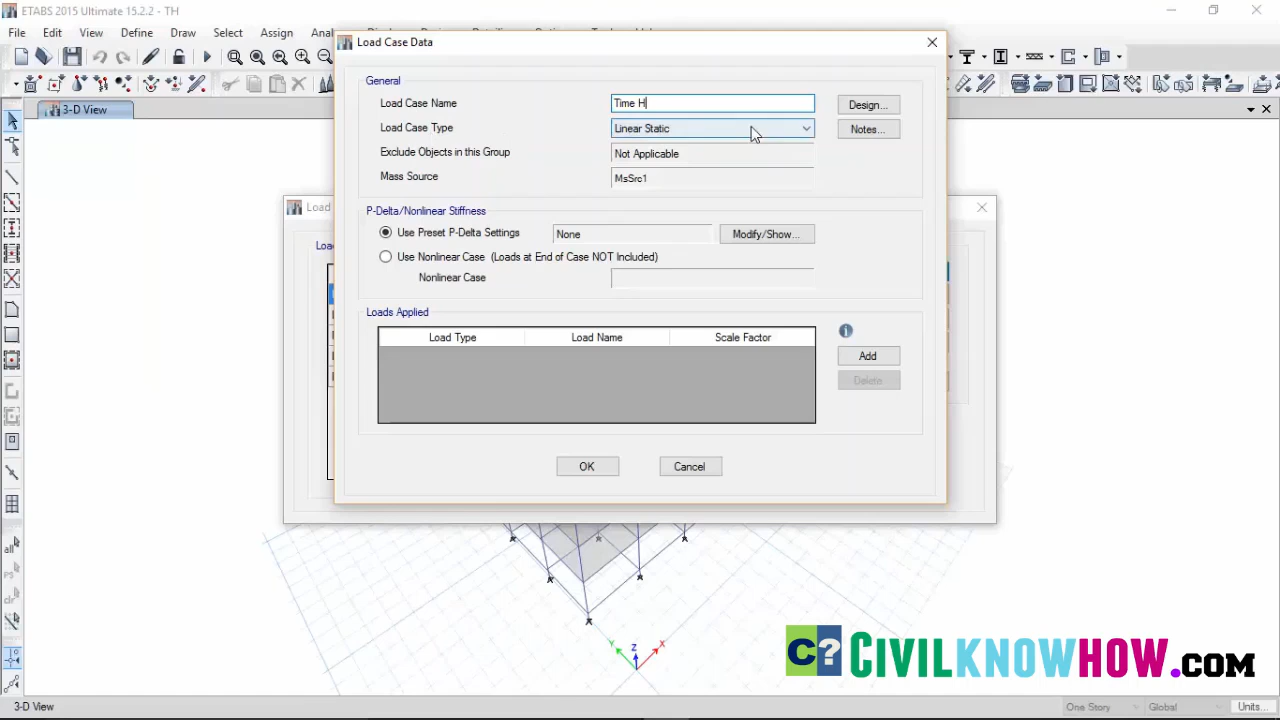 ETABS 2015 Ultimate 15.2.2 - TH
File Edit View Define Draw Select Assign
Load Case Data
3-D View
General
Load Case Name Time H Design...
Load Case Type Linear Static Notes...
Exclude Objects in this Group Not Applicable
Mass Source MsSrc1
Load
P-Delta/Nonlinear Stiffness
Use Preset P-Delta Settings None Modify/Show...
Use Nonlinear Case (Loads at End of Case NOT Included)
Nonlinear Case
Loads Applied
Load Type Load Name Scale Factor
Add
Delete
OK Cancel
Y Z X
C? CIVILKNOWHOW.COM
3-D View One Story Global Units...